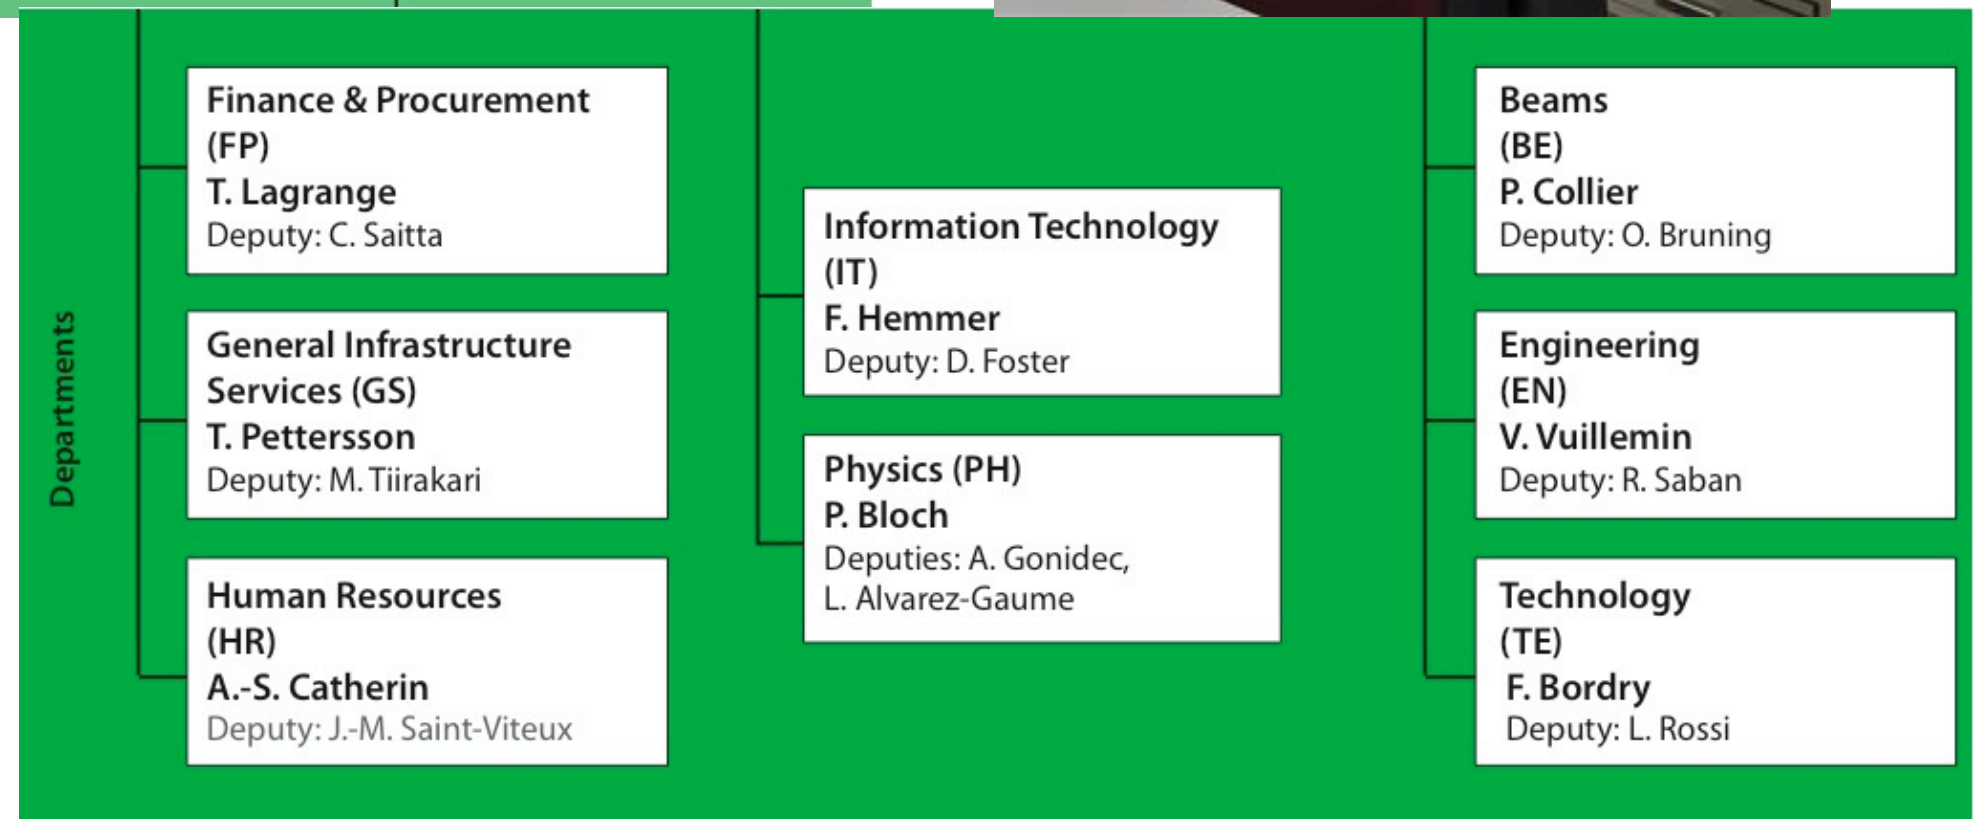 Departments
Finance & Procurement
(FP)
T. Lagrange
Deputy: C. Saitta
General Infrastructure
Services (GS)
T. Pettersson
Deputy: M. Tiirakari
Human Resources
(HR)
A.-S. Catherin
Deputy: J.-M. Saint-Viteux
Information Technology
(IT)
F. Hemmer
Deputy: D. Foster
Physics (PH)
P. Bloch
Deputies: A. Gonidec,
L. Alvarez-Gaume
Beams
(BE)
P. Collier
Deputy: O. Bruning
Engineering
(EN)
V. Vuillemin
Deputy: R. Saban
Technology
(TE)
F. Bordry
Deputy: L. Rossi